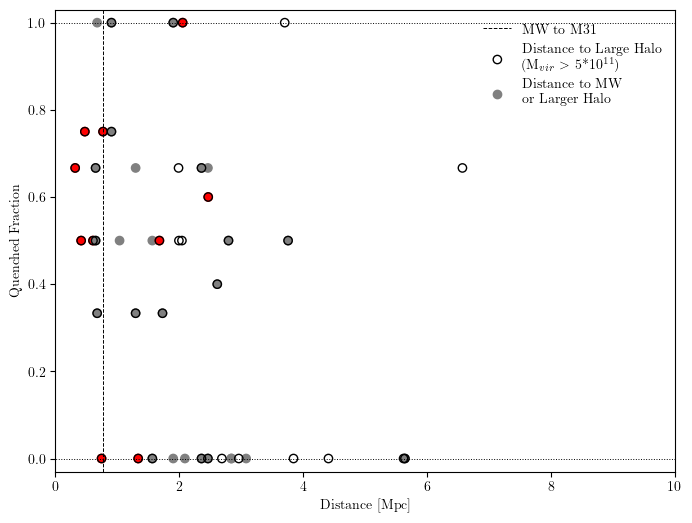 1.0
0.8
0.6
0.4
0.2
0.0
Quenched Fraction
MW to M31
Distance to Large Halo
(M_{vir} > 5*10^{11})
Distance to MW
or Larger Halo
0 2 4 6 8 10
Distance [Mpc]